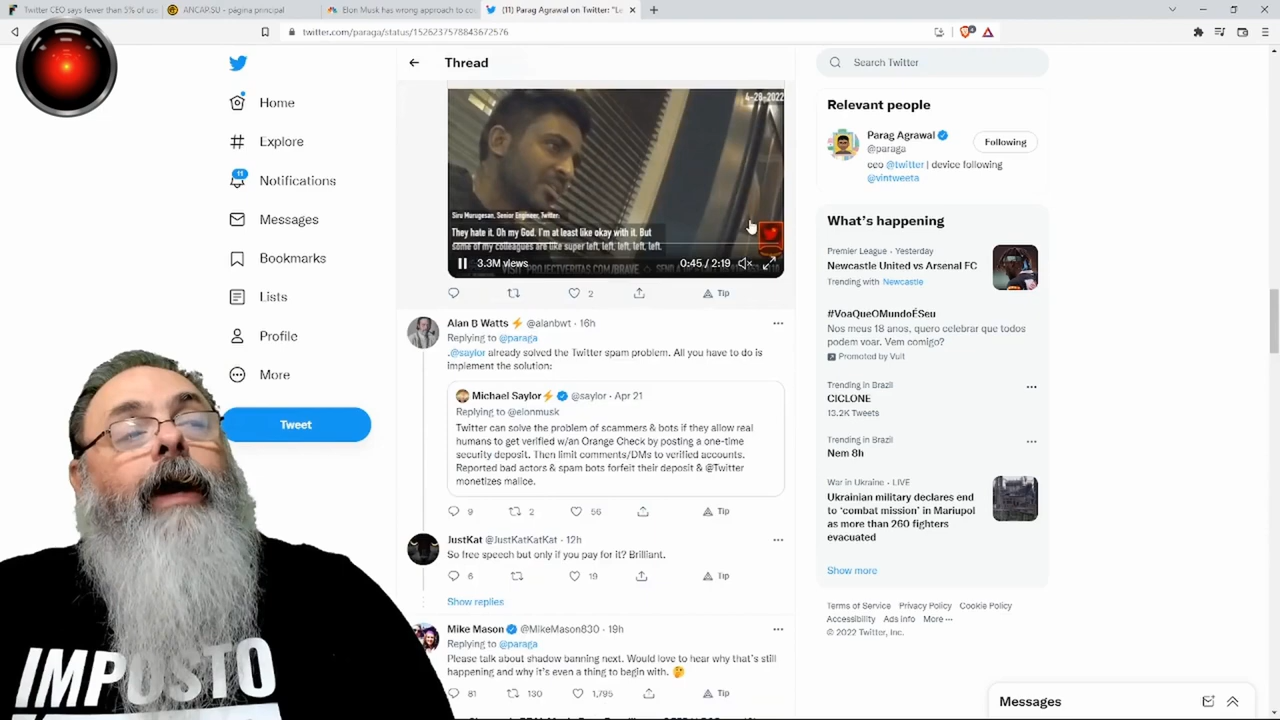 Twitter CEO says fewer than 5% of use
ANCAP.SU - página principal
Elon Musk has wrong approach to co
(11) Parag Agrawal on Twitter: "Le
twitter.com/paraga/status/1526237578843672576
Thread
Search Twitter
Home
Explore
11
Notifications
Messages
Bookmarks
Lists
Profile
More
Tweet
4-28-2022
Siru Murugesan, Senior Engineer, Twitter:
They hate it. Oh my God. I'm at least like okay with it. But
some of my colleagues are like super left, left, left, left, left.
VISIT PROJECTVERITAS.COM/BRAVE
3.3M views
0:45 / 2:19
2
Tip
Alan B Watts⚡ @alanbwt · 16h
Replying to @paraga
.@saylor already solved the Twitter spam problem. All you have to do is
implement the solution:
Michael Saylor⚡ @saylor · Apr 21
Replying to @elonmusk
Twitter can solve the problem of scammers & bots if they allow real
humans to get verified w/an Orange Check by posting a one-time
security deposit. Then limit comments/DMs to verified accounts.
Reported bad actors & spam bots forfeit their deposit & @Twitter
monetizes malice.
9 2 56 Tip
JustKat @JustKatKatKat · 12h
So free speech but only if you pay for it? Brilliant.
6 19 Tip
Show replies
Mike Mason @MikeMason830 · 19h
Replying to @paraga
Please talk about shadow banning next. Would love to hear why that's still
happening and why it's even a thing to begin with. 🤔
81 130 1,795 Tip
Relevant people
Parag Agrawal
@paraga
Following
ceo @twitter | device following
@vintweeta
What's happening
Premier League · Yesterday
Newcastle United vs Arsenal FC
Trending with Newcastle
#VoaQueOMundoÉSeu
Nos meus 18 anos, quero celebrar que todos
podem voar. Vem comigo?
Promoted by Vult
Trending in Brazil
CICLONE
13.2K Tweets
Trending in Brazil
Nem 8h
War in Ukraine · LIVE
Ukrainian military declares end
to 'combat mission' in Mariupol
as more than 260 fighters
evacuated
Show more
Terms of Service Privacy Policy Cookie Policy
Accessibility Ads info More ···
© 2022 Twitter, Inc.
Messages
IMPOSTO